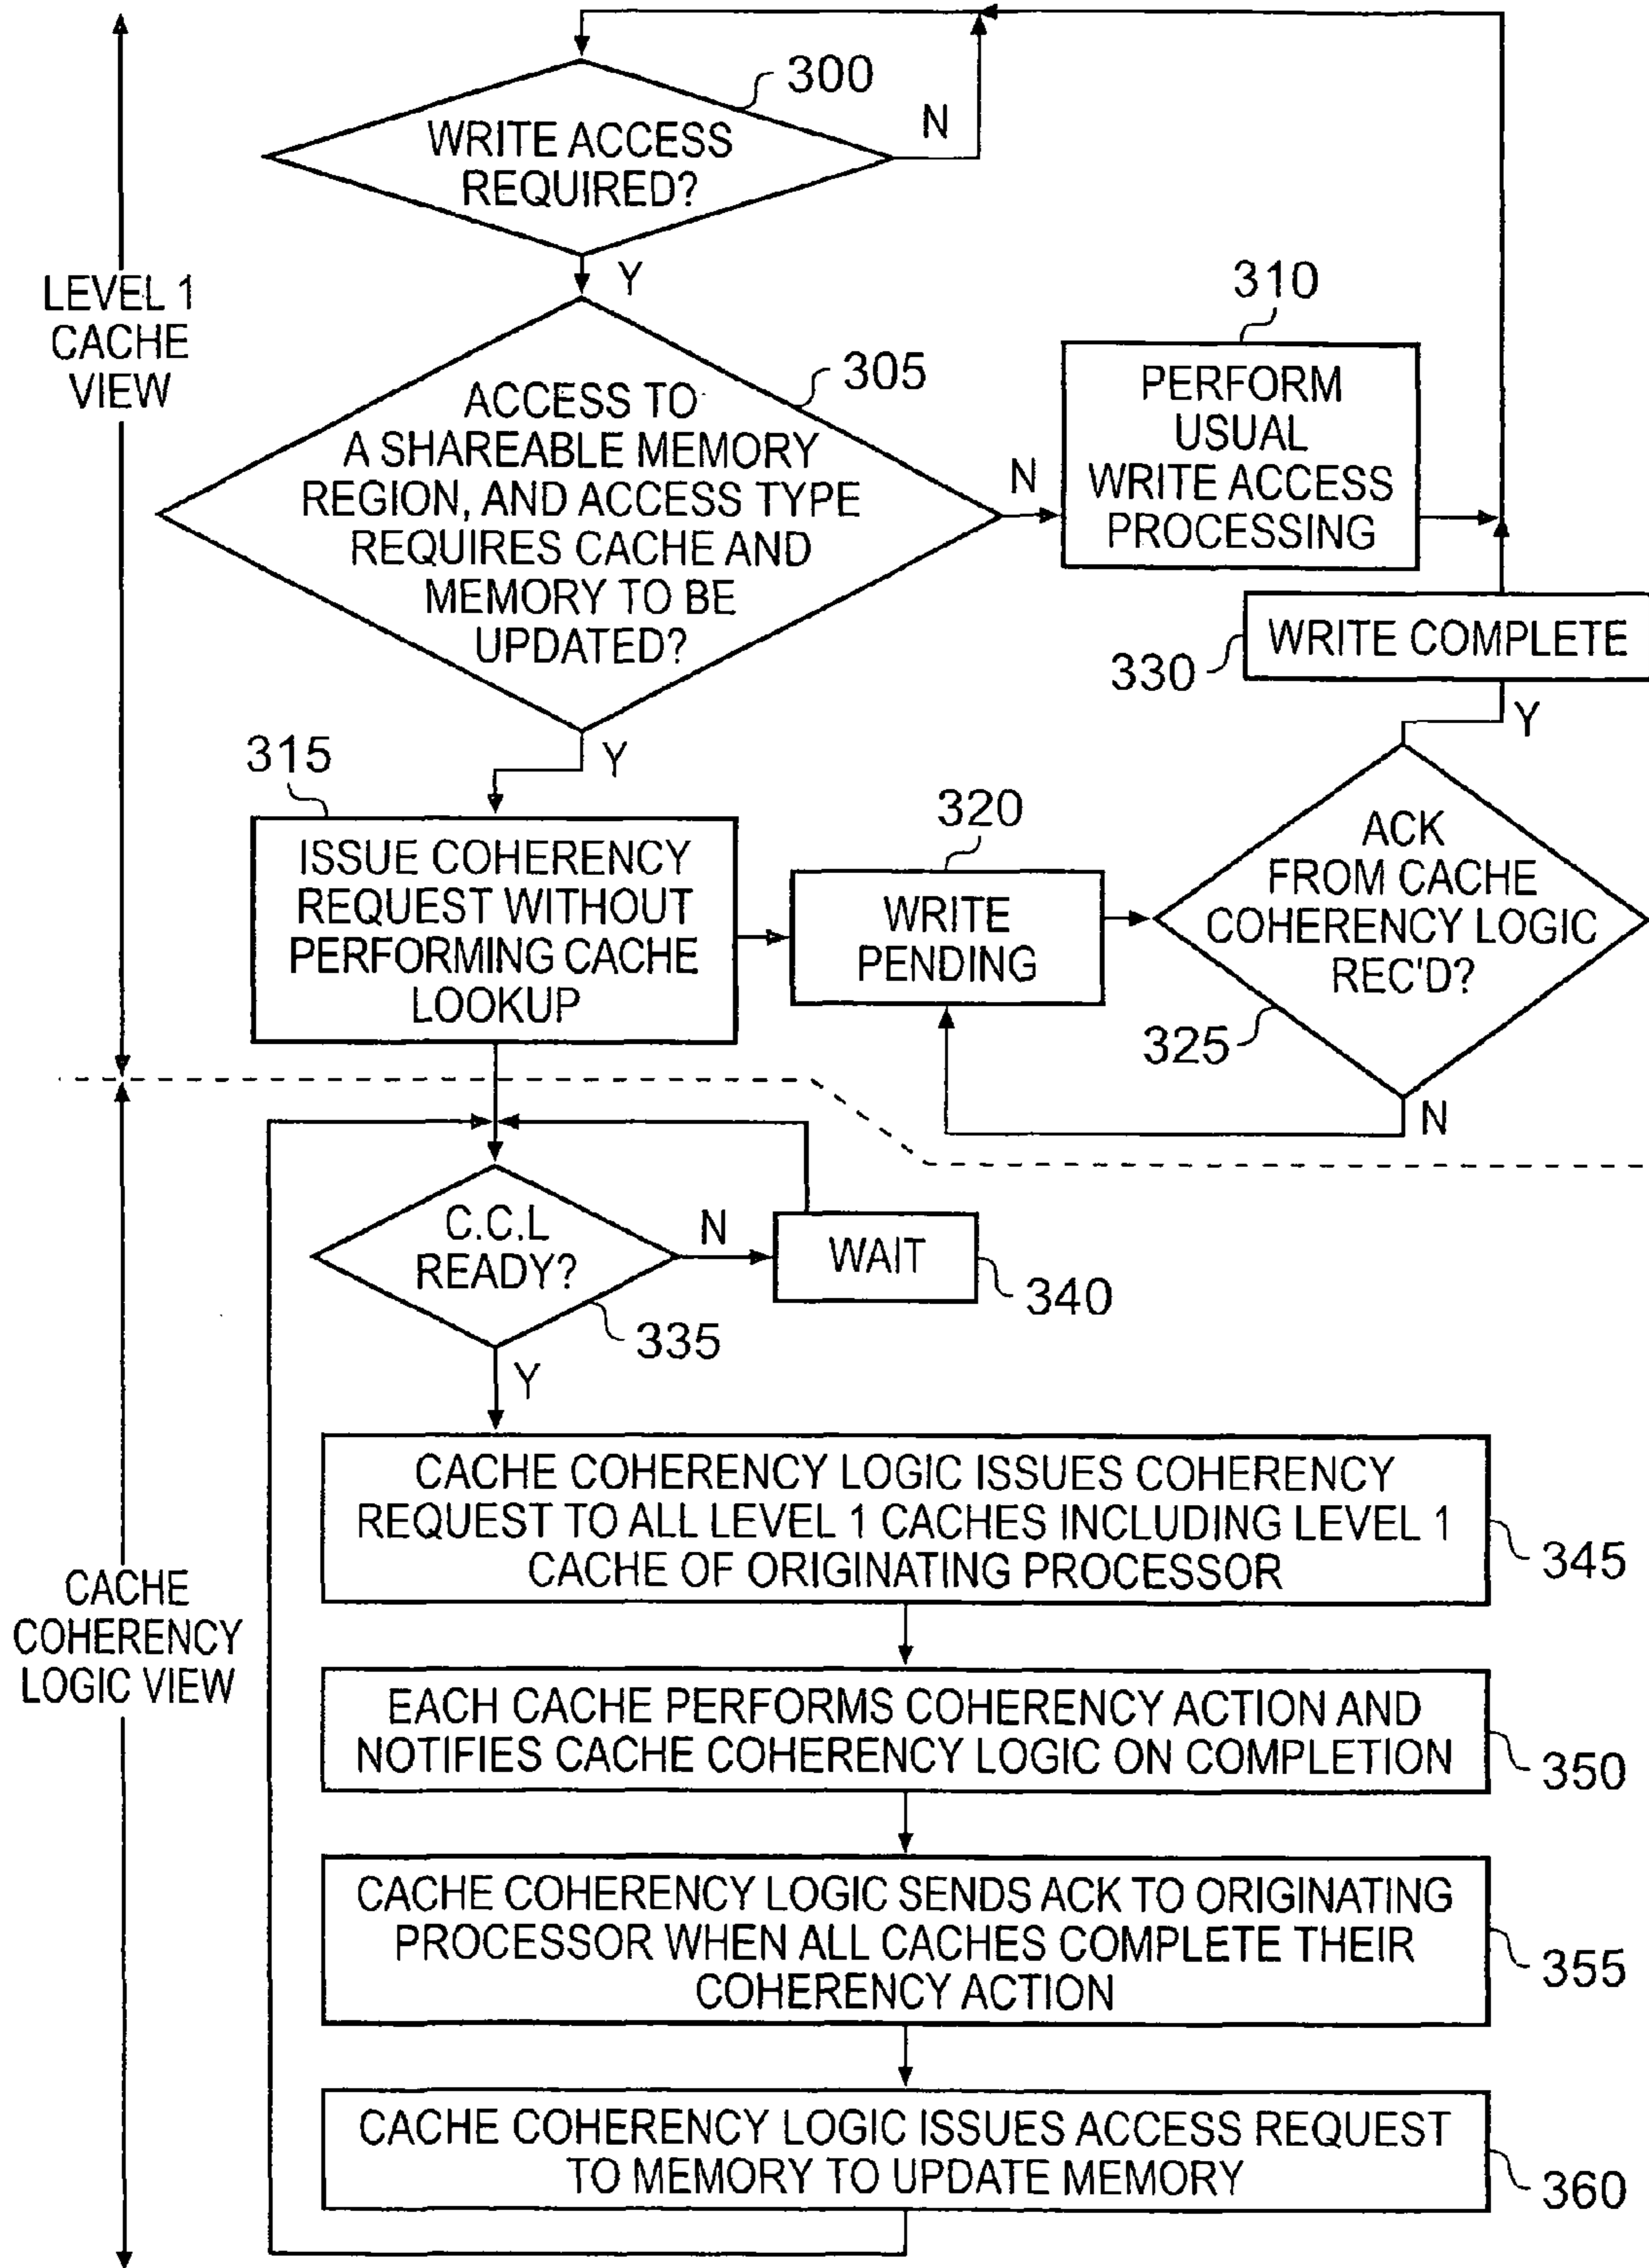 300
WRITE ACCESS
REQUIRED?
N
Y
LEVEL 1
CACHE
VIEW
305
ACCESS TO
A SHAREABLE MEMORY
REGION, AND ACCESS TYPE
REQUIRES CACHE AND
MEMORY TO BE
UPDATED?
N
310
PERFORM
USUAL
WRITE ACCESS
PROCESSING
330
WRITE COMPLETE
Y
Y
315
ISSUE COHERENCY
REQUEST WITHOUT
PERFORMING CACHE
LOOKUP
320
WRITE
PENDING
ACK
FROM CACHE
COHERENCY LOGIC
REC'D?
325
N
C.C.L
READY?
N
WAIT
340
335
Y
CACHE
COHERENCY
LOGIC VIEW
CACHE COHERENCY LOGIC ISSUES COHERENCY
REQUEST TO ALL LEVEL 1 CACHES INCLUDING LEVEL 1
CACHE OF ORIGINATING PROCESSOR
345
EACH CACHE PERFORMS COHERENCY ACTION AND
NOTIFIES CACHE COHERENCY LOGIC ON COMPLETION
350
CACHE COHERENCY LOGIC SENDS ACK TO ORIGINATING
PROCESSOR WHEN ALL CACHES COMPLETE THEIR
COHERENCY ACTION
355
CACHE COHERENCY LOGIC ISSUES ACCESS REQUEST
TO MEMORY TO UPDATE MEMORY
360